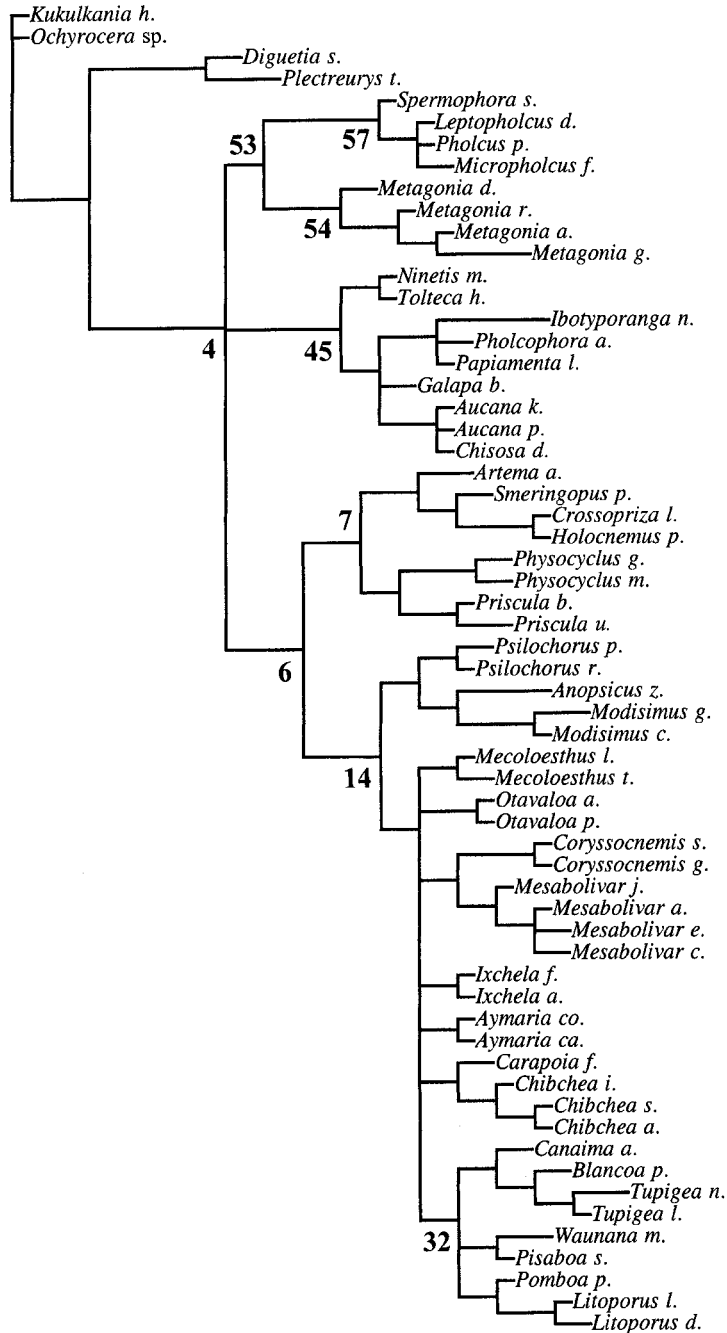 Kukulkania h.
Ochyrocera sp.
Diguetia s.
Plectreurys t.
Spermophora s.
Leptopholcus d.
53
57
Pholcus p.
Micropholcus f.
Metagonia d.
Metagonia r.
54
Metagonia a.
Metagonia g.
Ninetis m.
Tolteca h.
Ibotyporanga n.
4
45
Pholcophora a.
Papiamenta l.
Galapa b.
Aucana k.
Aucana p.
Chisosa d.
Artema a.
Smeringopus p.
7
Crossopriza l.
Holocnemus p.
Physocyclus g.
Physocyclus m.
Priscula b.
Priscula u.
Psilochorus p.
6
Psilochorus r.
Anopsicus z.
Modisimus g.
Modisimus c.
Mecoloesthus l.
14
Mecoloesthus t.
Otavaloa a.
Otavaloa p.
Coryssocnemis s.
Coryssocnemis g.
Mesabolivar j.
Mesabolivar a.
Mesabolivar e.
Mesabolivar c.
Ixchela f.
Ixchela a.
Aymaria co.
Aymaria ca.
Carapoia f.
Chibchea i.
Chibchea s.
Chibchea a.
Canaima a.
Blancoa p.
Tupigea n.
Tupigea l.
32
Waunana m.
Pisaboa s.
Pomboa p.
Litoporus l.
Litoporus d.